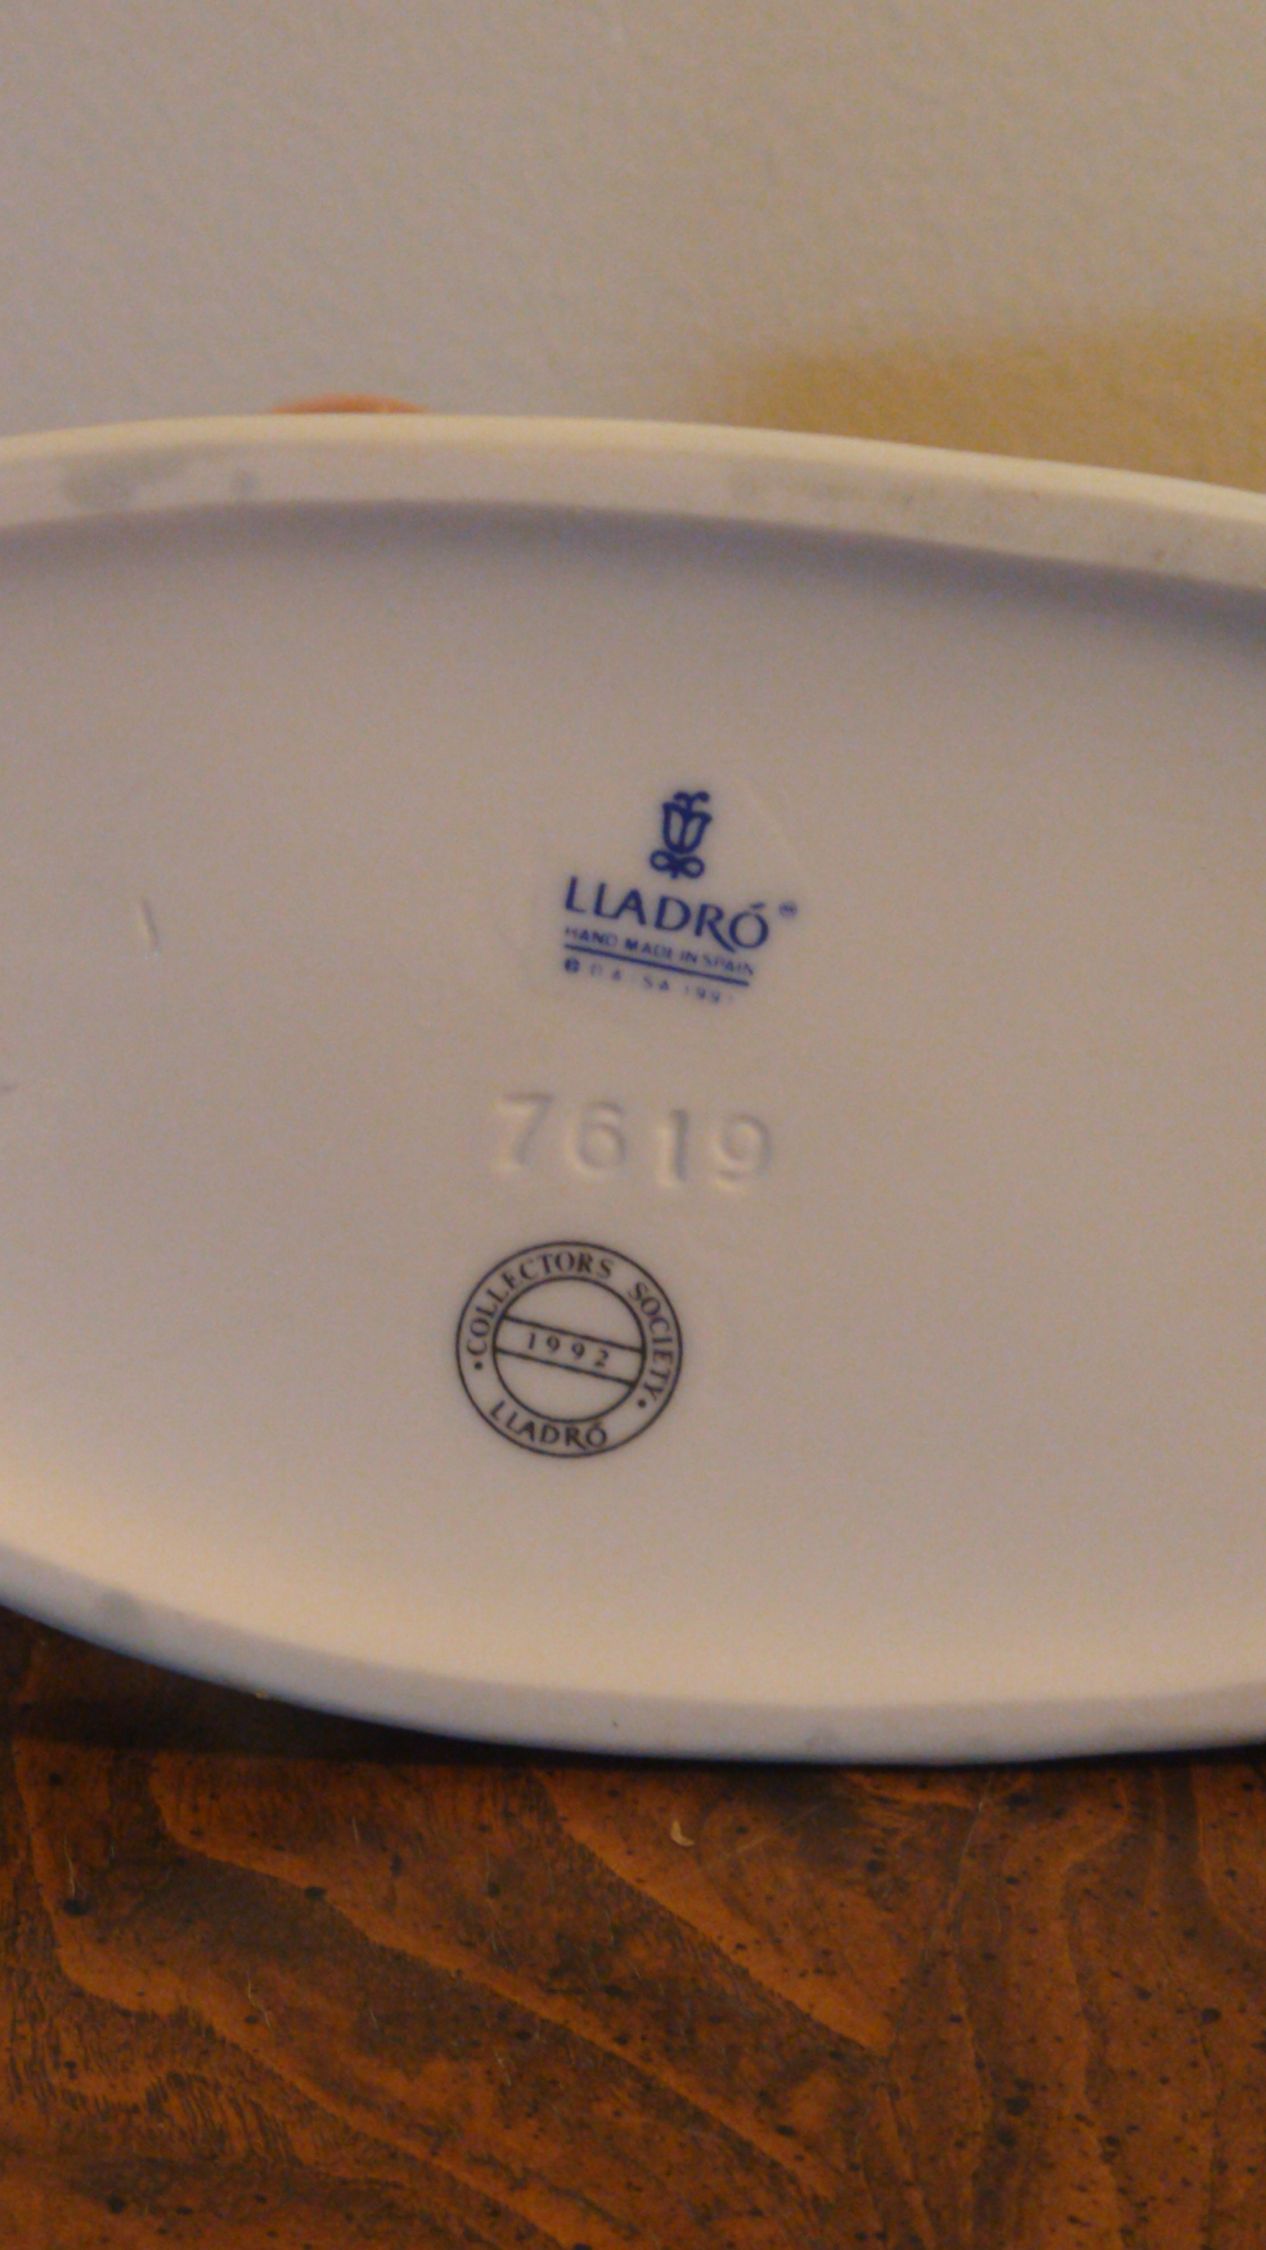 LLADRÓ
HAND MADE IN SPAIN
7619
COLLECTORS SOCIETY
1992
LLADRÓ